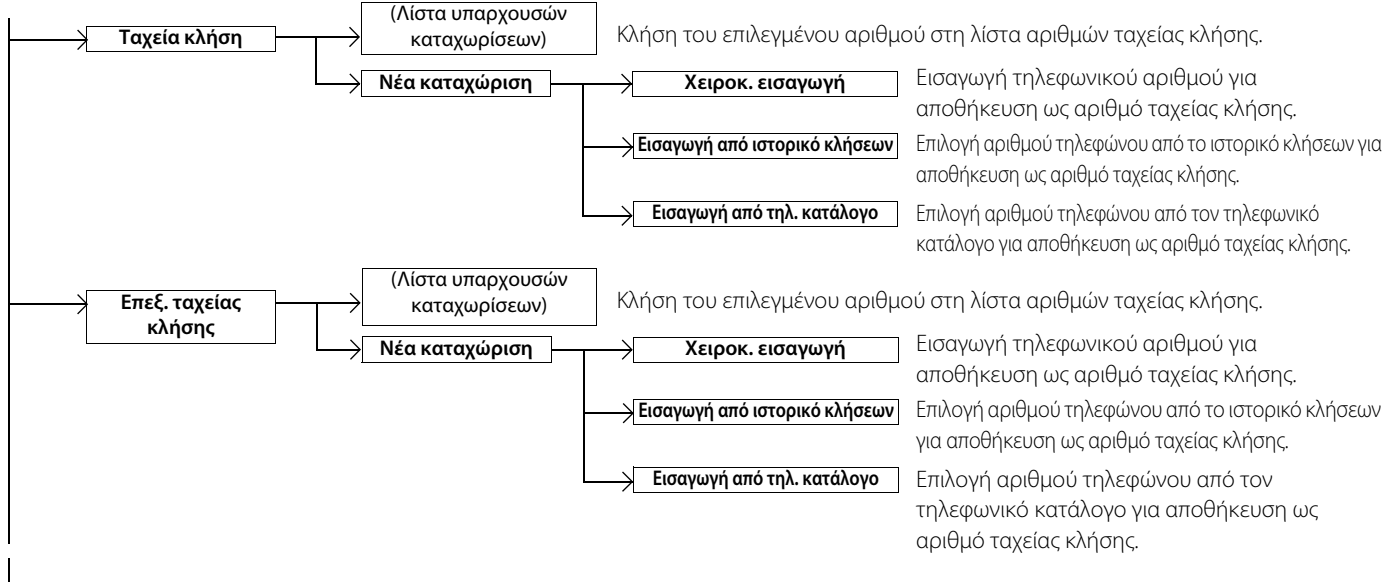 Ταχεία κλήση
(Λίστα υπαρχουσών
καταχωρίσεων)
Κλήση του επιλεγμένου αριθμού στη λίστα αριθμών ταχείας κλήσης.
Νέα καταχώριση
Χειροκ. εισαγωγή
Εισαγωγή τηλεφωνικού αριθμού για
αποθήκευση ως αριθμό ταχείας κλήσης.
Εισαγωγή από ιστορικό κλήσεων
Επιλογή αριθμού τηλεφώνου από το ιστορικό κλήσεων για
αποθήκευση ως αριθμό ταχείας κλήσης.
Εισαγωγή από τηλ. κατάλογο
Επιλογή αριθμού τηλεφώνου από τον τηλεφωνικό
κατάλογο για αποθήκευση ως αριθμό ταχείας κλήσης.
Επεξ. ταχείας
κλήσης
(Λίστα υπαρχουσών
καταχωρίσεων)
Κλήση του επιλεγμένου αριθμού στη λίστα αριθμών ταχείας κλήσης.
Νέα καταχώριση
Χειροκ. εισαγωγή
Εισαγωγή τηλεφωνικού αριθμού για
αποθήκευση ως αριθμό ταχείας κλήσης.
Εισαγωγή από ιστορικό κλήσεων
Επιλογή αριθμού τηλεφώνου από το ιστορικό κλήσεων
για αποθήκευση ως αριθμό ταχείας κλήσης.
Εισαγωγή από τηλ. κατάλογο
Επιλογή αριθμού τηλεφώνου από τον
τηλεφωνικό κατάλογο για αποθήκευση ως
αριθμό ταχείας κλήσης.